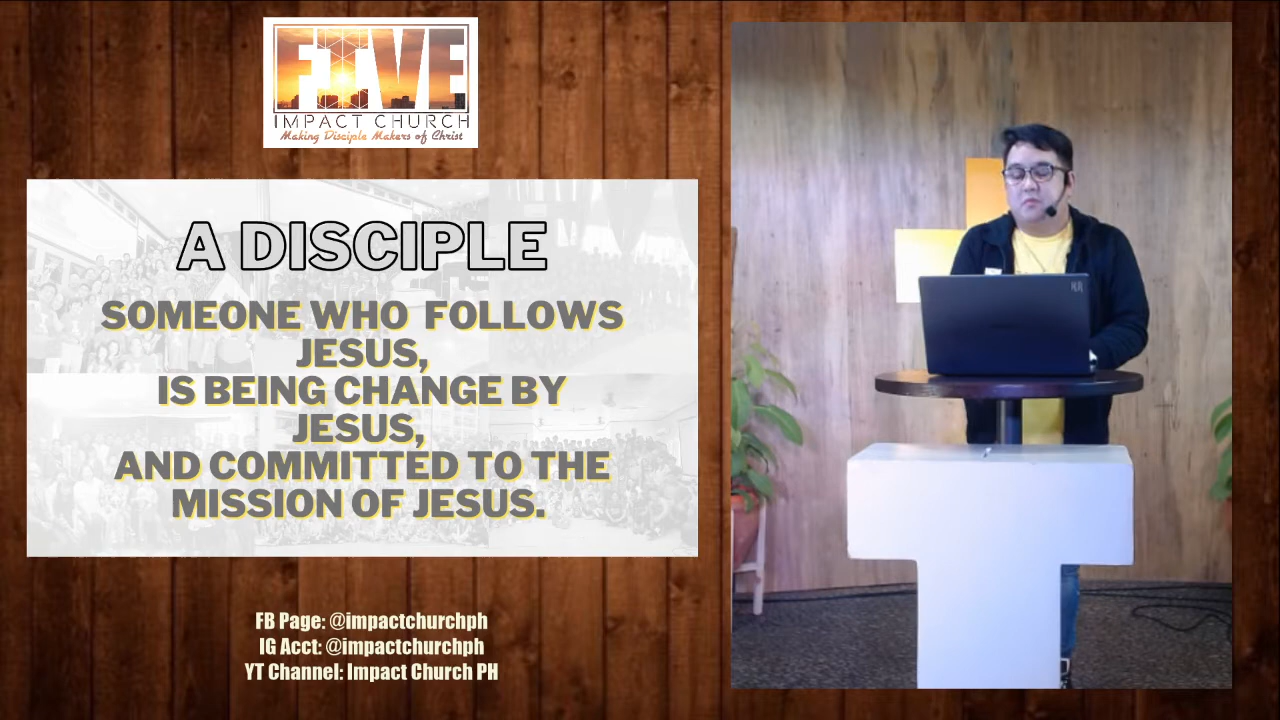 FIVE
IMPACT CHURCH
Making Disciple Makers of Christ
A DISCIPLE
SOMEONE WHO FOLLOWS
JESUS,
IS BEING CHANGE BY
JESUS,
AND COMMITTED TO THE
MISSION OF JESUS.
FB Page: @impactchurchph
IG Acct: @impactchurchph
YT Channel: Impact Church PH